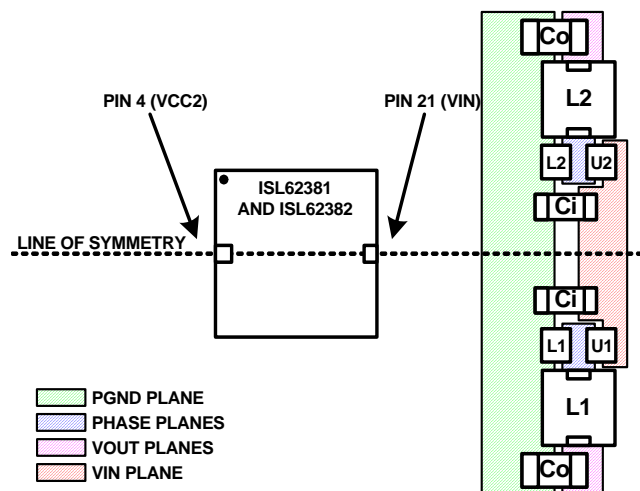 Co
L2
PIN 4 (VCC2)
PIN 21 (VIN)
L2
U2
ISL62381
AND ISL62382
Ci
LINE OF SYMMETRY
Ci
L1
U1
L1
PGND PLANE
PHASE PLANES
VOUT PLANES
VIN PLANE
Co